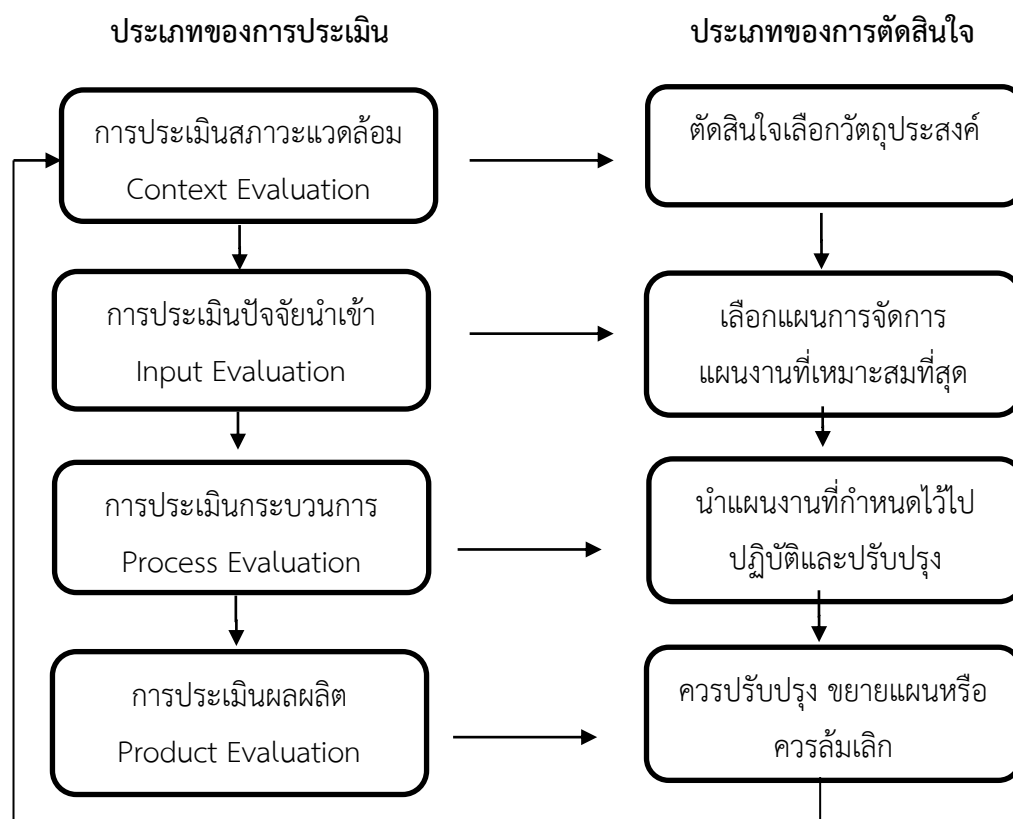 ประเภทของการประเมิน
ประเภทของการตัดสินใจ
การประเมินสภาวะแวดล้อม
Context Evaluation
ตัดสินใจเลือกวัตถุประสงค์
การประเมินปัจจัยนำเข้า
Input Evaluation
เลือกแผนการจัดการ
แผนงานที่เหมาะสมที่สุด
การประเมินกระบวนการ
Process Evaluation
นำแผนงานที่กำหนดไว้ไป
ปฏิบัติและปรับปรุง
การประเมินผลผลิต
Product Evaluation
ควรปรับปรุง ขยายแผนหรือ
ควรล้มเลิก